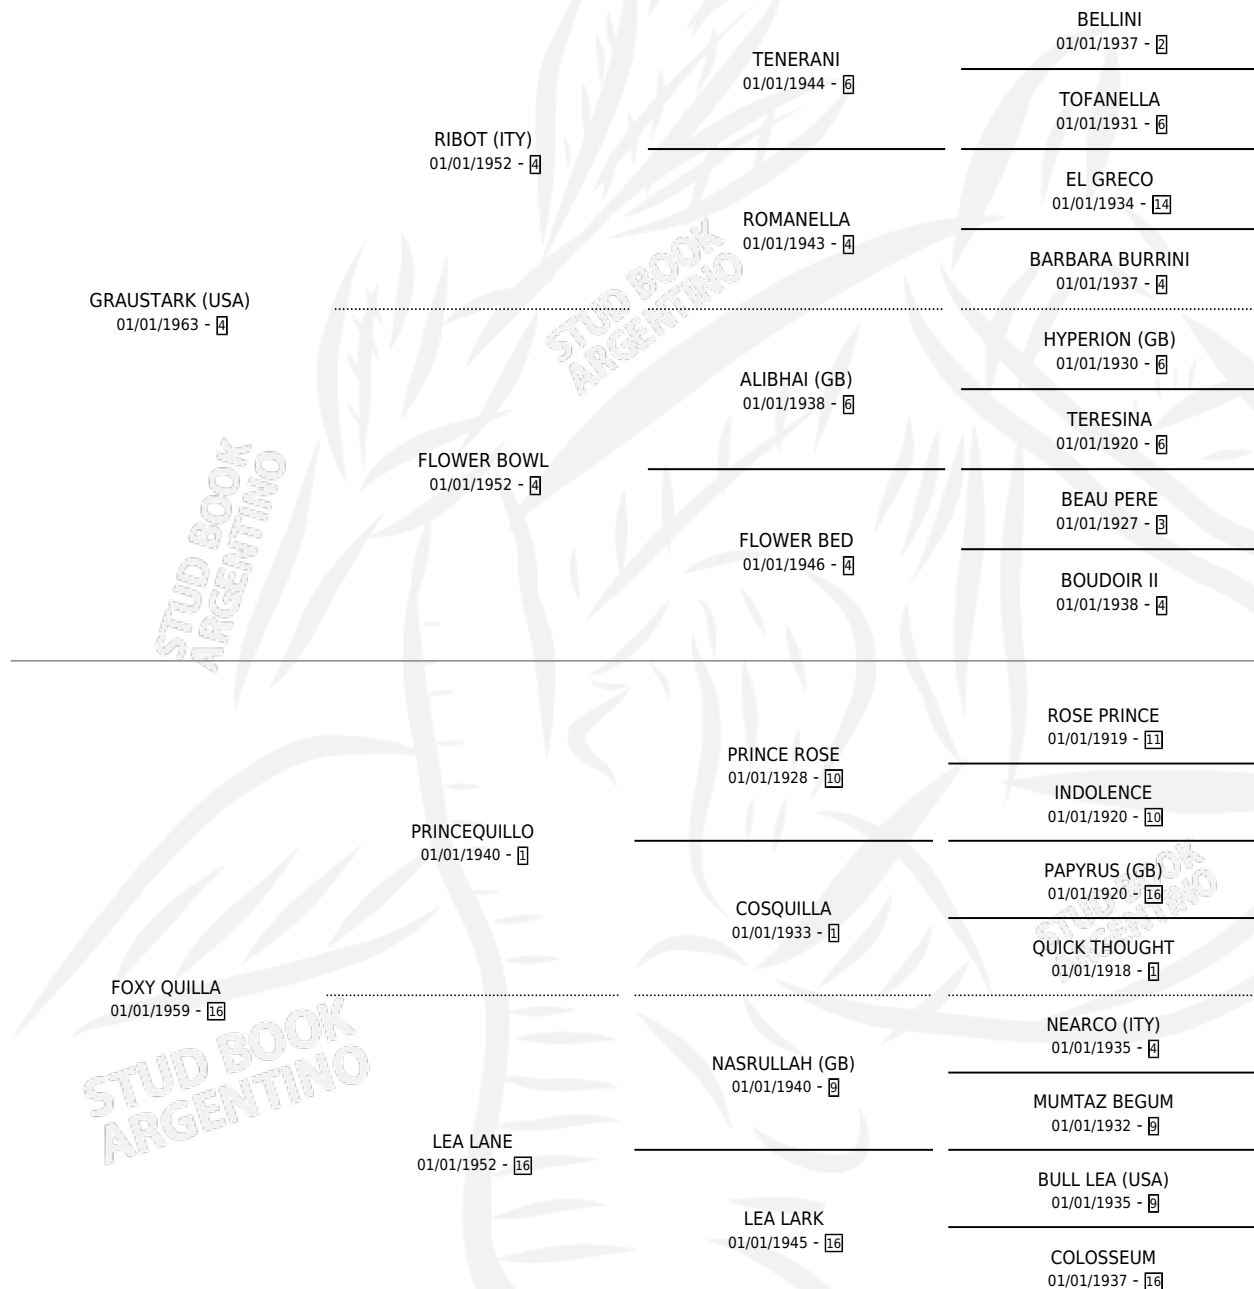 BELLINI
01/01/1937 - 2
TENERANI
01/01/1944 - 6
TOFANELLA
01/01/1931 - 6
RIBOT (ITY)
01/01/1952 - 4
EL GRECO
01/01/1934 - 14
ROMANELLA
01/01/1943 - 4
BARBARA BURRINI
01/01/1937 - 4
STUD BOOK
ARGENTINO
GRAUSTARK (USA)
01/01/1963 - 4
HYPERION (GB)
01/01/1930 - 6
ALIBHAI (GB)
01/01/1938 - 6
TERESINA
01/01/1920 - 6
FLOWER BOWL
01/01/1952 - 4
BEAU PERE
01/01/1927 - 3
FLOWER BED
01/01/1946 - 4
BOUDOIR II
01/01/1938 - 4
STUD BOOK
ARGENTINO
ROSE PRINCE
01/01/1919 - 11
PRINCE ROSE
01/01/1928 - 10
INDOLENCE
01/01/1920 - 10
PRINCEQUILLO
01/01/1940 - 1
PAPYRUS (GB)
01/01/1920 - 16
COSQUILLA
01/01/1933 - 1
QUICK THOUGHT
01/01/1918 - 1
STUD BOOK
ARGENTINO
FOXY QUILLA
01/01/1959 - 16
NEARCO (ITY)
01/01/1935 - 4
NASRULLAH (GB)
01/01/1940 - 9
MUMTAZ BEGUM
01/01/1932 - 9
STUD BOOK
ARGENTINO
LEA LANE
01/01/1952 - 16
BULL LEA (USA)
01/01/1935 - 9
LEA LARK
01/01/1945 - 16
COLOSSEUM
01/01/1937 - 16